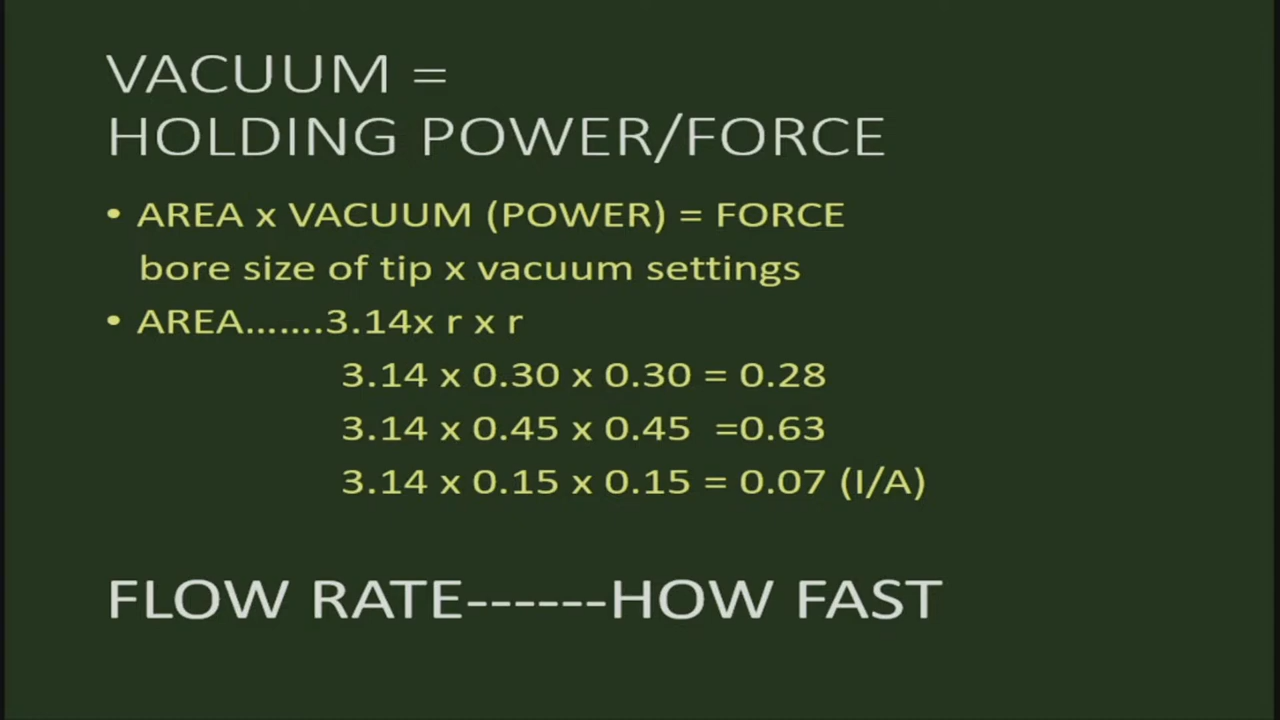 VACUUM =
HOLDING POWER/FORCE
• AREA x VACUUM (POWER) = FORCE
bore size of tip x vacuum settings
• AREA.......3.14x r x r
3.14 x 0.30 x 0.30 = 0.28
3.14 x 0.45 x 0.45 =0.63
3.14 x 0.15 x 0.15 = 0.07 (I/A)
FLOW RATE------HOW FAST